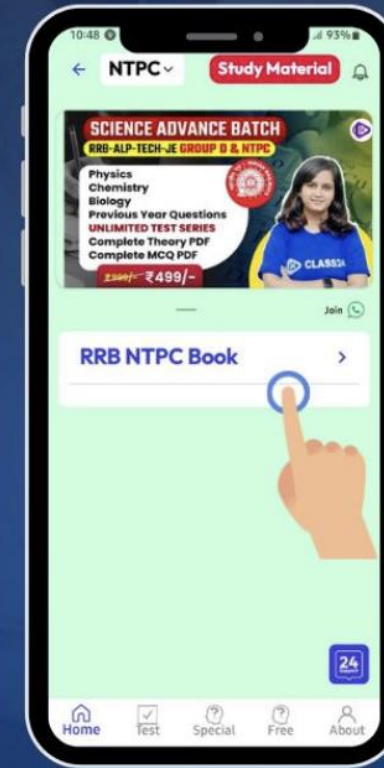 10:48 93%
NTPC
Study Material
SCIENCE ADVANCE BATCH
RRB-ALP-TECH-JE GROUP D & NTPC
Physics
Chemistry
Biology
Previous Year Questions
UNLIMITED TEST SERIES
Complete Theory PDF
Complete MCQ PDF
₹499/-
CLASS24
Join
RRB NTPC Book
24
Home Test Special Free About